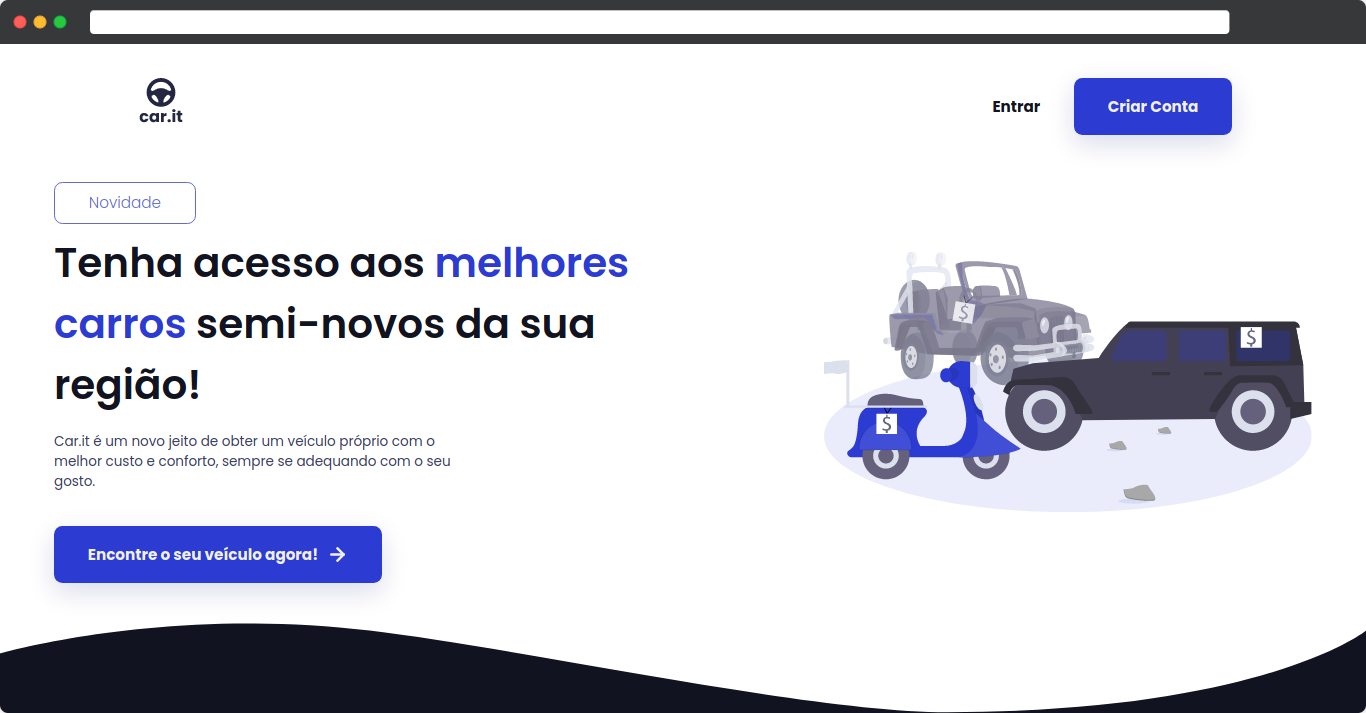 car.it
Entrar
Criar Conta
Novidade
Tenha acesso aos melhores
carros semi-novos da sua
região!
Car.it é um novo jeito de obter um veículo próprio com o
melhor custo e conforto, sempre se adequando com o seu
gosto.
Encontre o seu veículo agora!
$
$
$